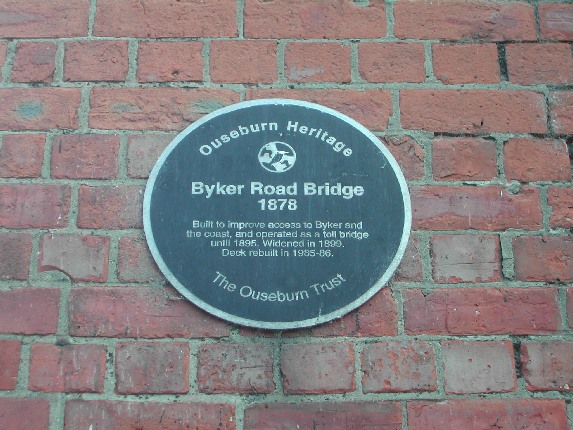 Ouseburn Heritage
Byker Road Bridge
1878
Built to improve access to Byker and
the coast, and operated as a toll bridge
until 1895. Widened in 1899.
Deck rebuilt in 1985-86.
The Ouseburn Trust